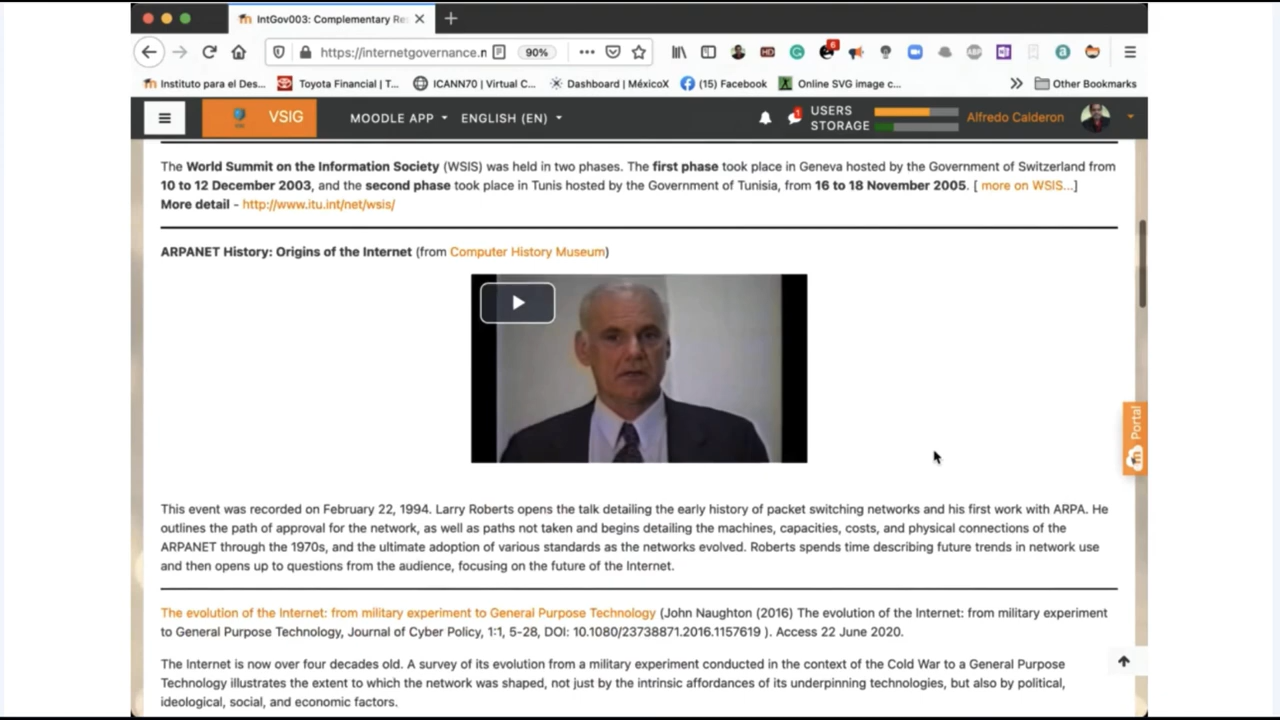 IntGov003: Complementary Re
https://internetgovernance.n
90%
6
Instituto para el Des...
Toyota Financial | T...
ICANN70 | Virtual C...
Dashboard | MéxicoX
(15) Facebook
Online SVG image c...
Other Bookmarks
VSIG
MOODLE APP
ENGLISH (EN)
1
USERS
STORAGE
Alfredo Calderon
The World Summit on the Information Society (WSIS) was held in two phases. The first phase took place in Geneva hosted by the Government of Switzerland from
10 to 12 December 2003, and the second phase took place in Tunis hosted by the Government of Tunisia, from 16 to 18 November 2005. [ more on WSIS...]
More detail - http://www.itu.int/net/wsis/
ARPANET History: Origins of the Internet (from Computer History Museum)
Portal
This event was recorded on February 22, 1994. Larry Roberts opens the talk detailing the early history of packet switching networks and his first work with ARPA. He
outlines the path of approval for the network, as well as paths not taken and begins detailing the machines, capacities, costs, and physical connections of the
ARPANET through the 1970s, and the ultimate adoption of various standards as the networks evolved. Roberts spends time describing future trends in network use
and then opens up to questions from the audience, focusing on the future of the Internet.
The evolution of the Internet: from military experiment to General Purpose Technology (John Naughton (2016) The evolution of the Internet: from military experiment
to General Purpose Technology, Journal of Cyber Policy, 1:1, 5-28, DOI: 10.1080/23738871.2016.1157619 ). Access 22 June 2020.
The Internet is now over four decades old. A survey of its evolution from a military experiment conducted in the context of the Cold War to a General Purpose
Technology illustrates the extent to which the network was shaped, not just by the intrinsic affordances of its underpinning technologies, but also by political,
ideological, social, and economic factors.